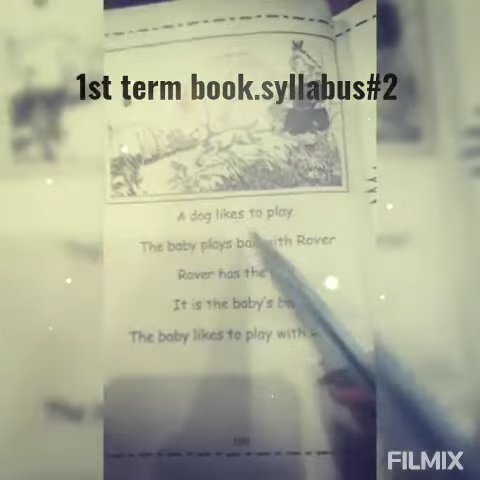 1st term book.syllabus#2
A dog likes to play.
The baby plays with Rover
Rover has the
It is the baby's
The baby likes to play with
FILMIX